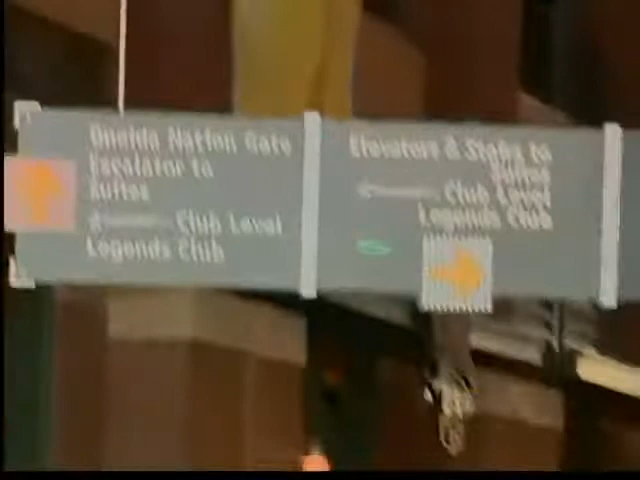 Oneida Nation Gate
Escalator to
Suites
Club Level
Legends Club
Elevators & Stairs to
Suites
Club Level
Legends Club